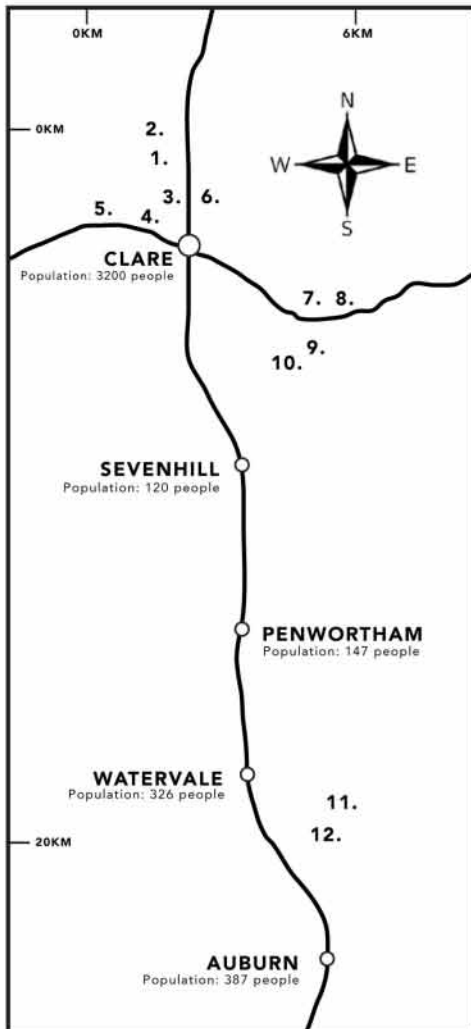 0KM
6KM
0KM
N
W
E
S
2.
1.
3.
6.
5.
4.
CLARE
Population: 3200 people
7.
8.
9.
10.
SEVENHILL
Population: 120 people
PENWORTHAM
Population: 147 people
WATERVALE
Population: 326 people
11.
12.
20KM
AUBURN
Population: 387 people